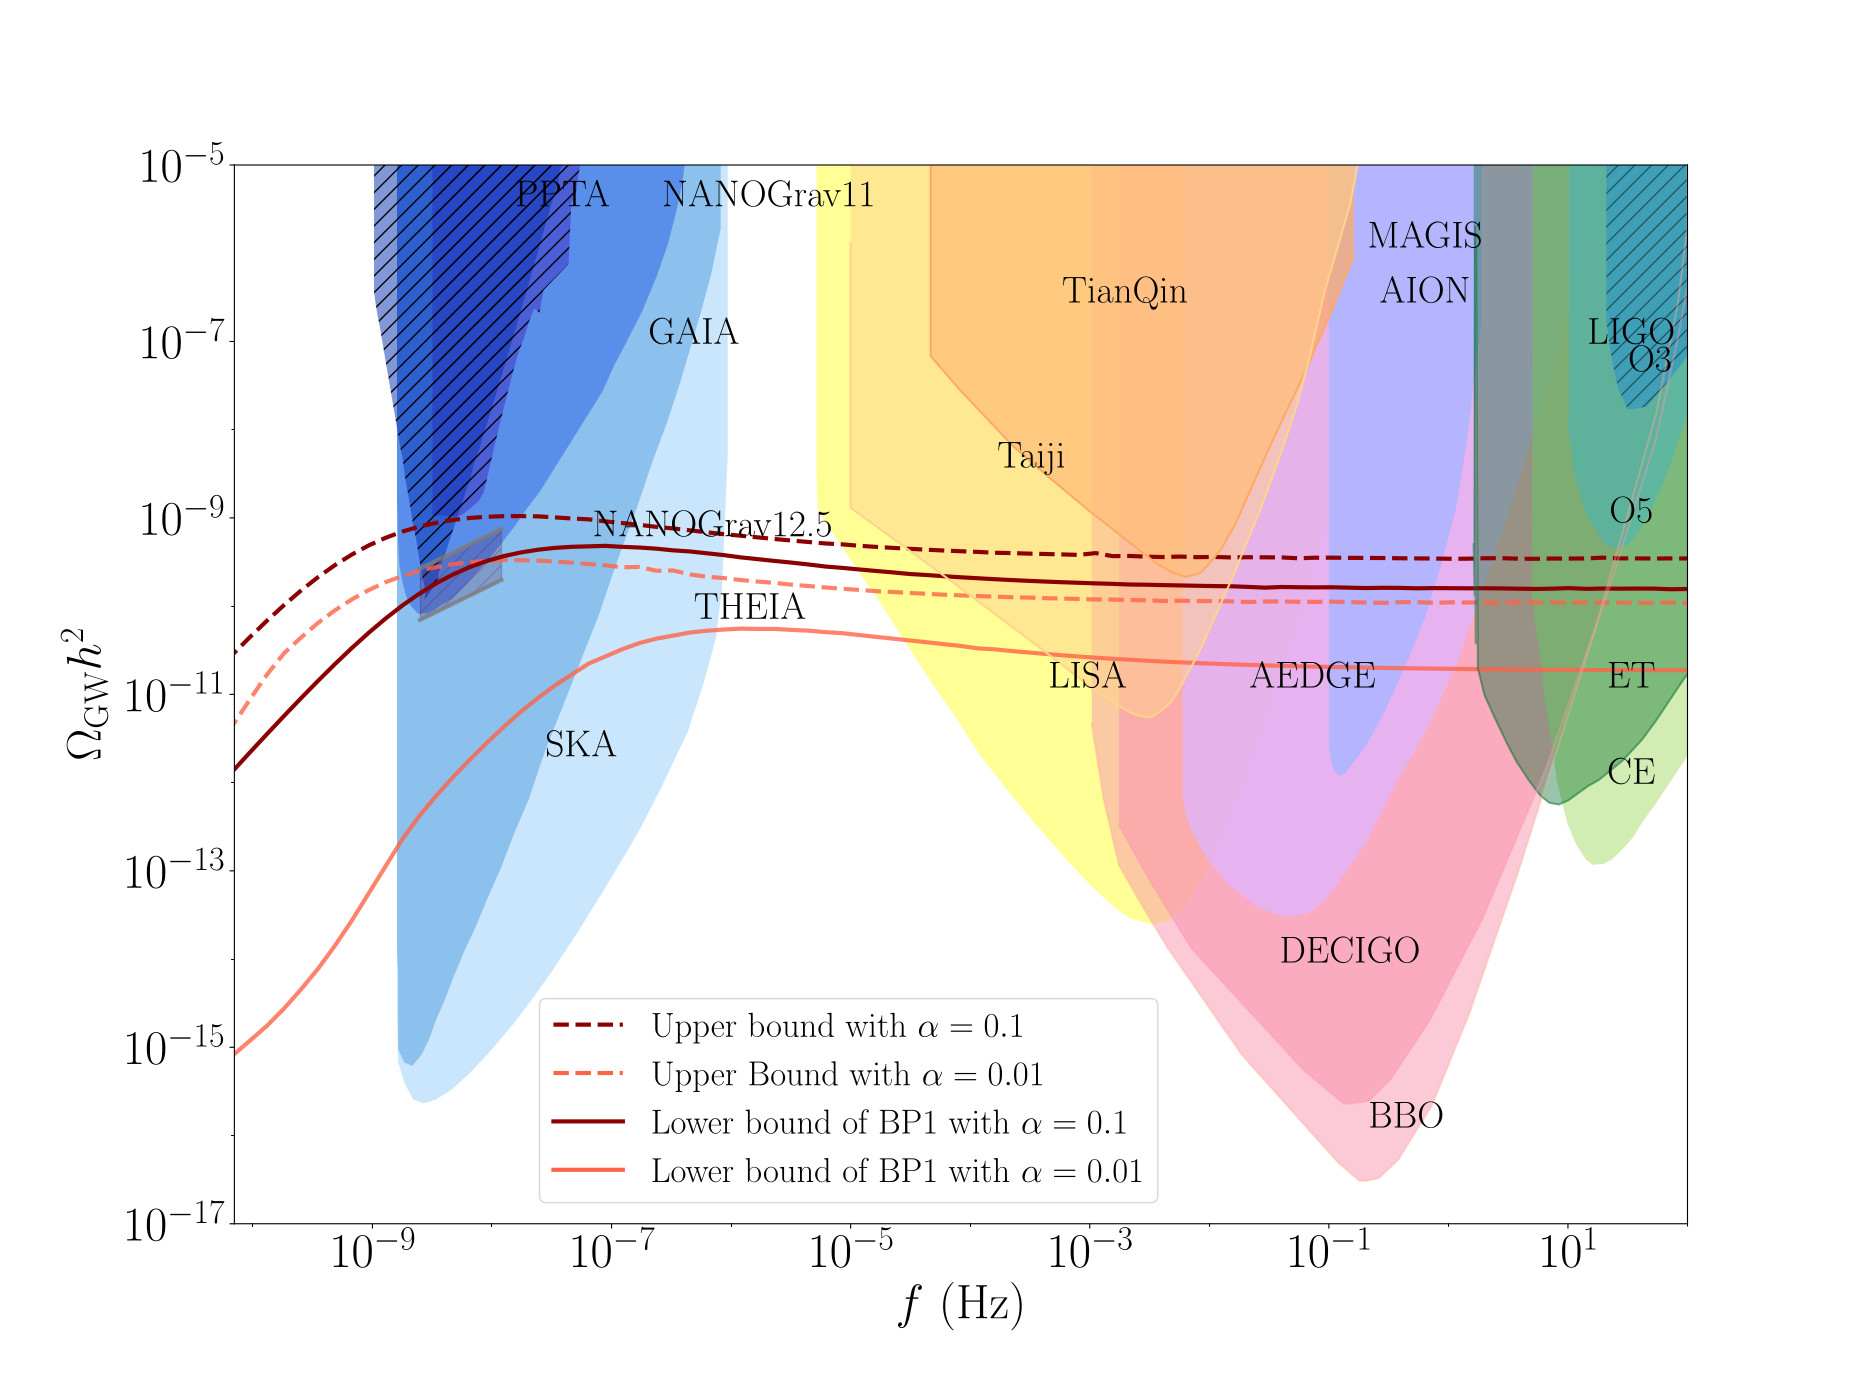 10⁻⁵
10⁻⁷
10⁻⁹
10⁻¹¹
10⁻¹³
10⁻¹⁵
10⁻¹⁷
Ω_GW h²
PPTA
NANOGrav11
MAGIS
TianQin
AION
GAIA
LIGO
O3
Taiji
O5
NANOGrav12.5
THEIA
LISA
AEDGE
ET
SKA
CE
DECIGO
BBO
Upper bound with α = 0.1
Upper Bound with α = 0.01
Lower bound of BP1 with α = 0.1
Lower bound of BP1 with α = 0.01
10⁻⁹ 10⁻⁷ 10⁻⁵ 10⁻³ 10⁻¹ 10¹
f (Hz)